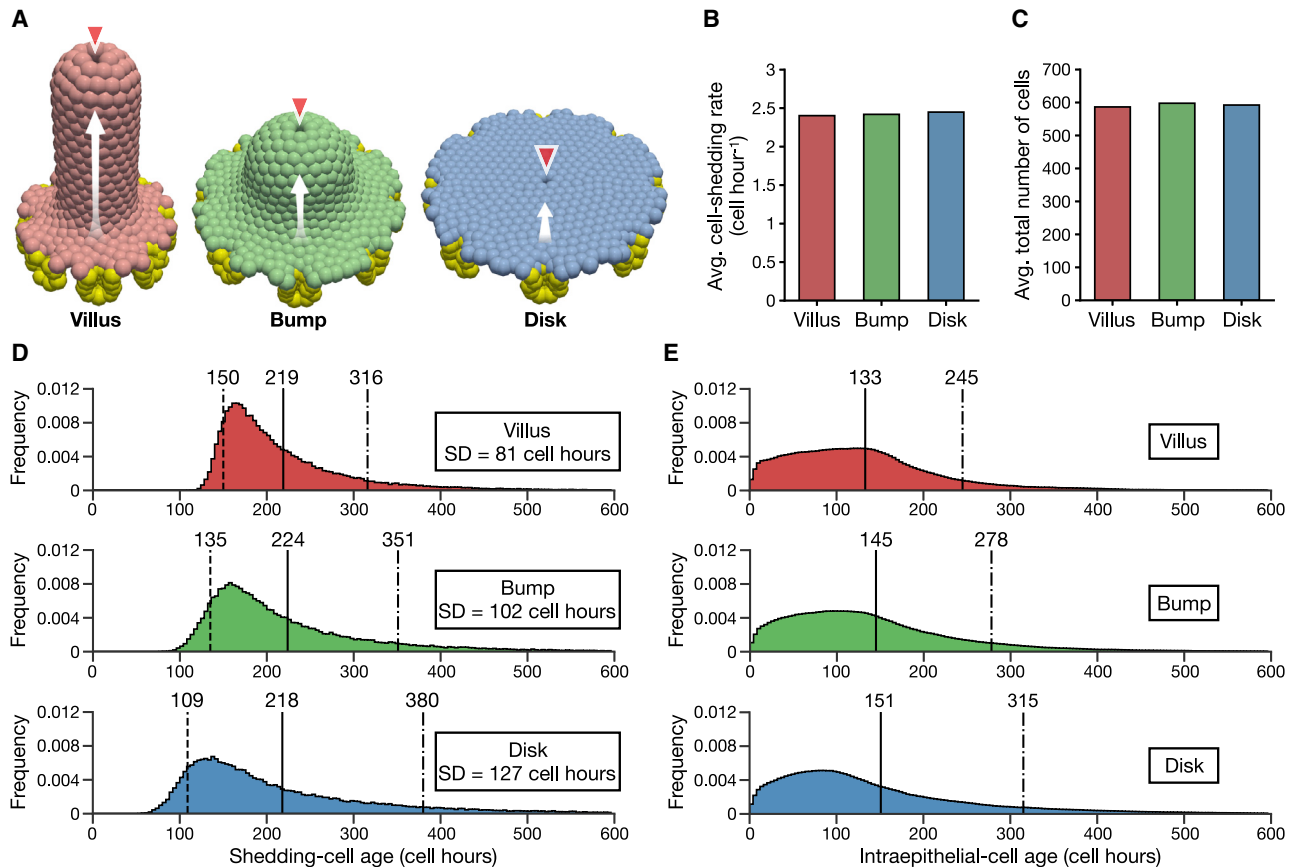 A
Villus
Bump
Disk
B
Avg. cell-shedding rate
(cell hour-1)
3
2.5
2
1.5
1
0.5
0
Villus Bump Disk
C
Avg. total number of cells
700
600
500
400
300
200
100
0
Villus Bump Disk
D
150 219 316
Frequency
0.012
0.008
0.004
0
Villus
SD = 81 cell hours
0 100 200 300 400 500 600
135 224 351
Frequency
0.012
0.008
0.004
0
Bump
SD = 102 cell hours
0 100 200 300 400 500 600
109 218 380
Frequency
0.012
0.008
0.004
0
Disk
SD = 127 cell hours
0 100 200 300 400 500 600
Shedding-cell age (cell hours)
E
133 245
Frequency
0.012
0.008
0.004
0
Villus
0 100 200 300 400 500 600
145 278
Frequency
0.012
0.008
0.004
0
Bump
0 100 200 300 400 500 600
151 315
Frequency
0.012
0.008
0.004
0
Disk
0 100 200 300 400 500 600
Intraepithelial-cell age (cell hours)